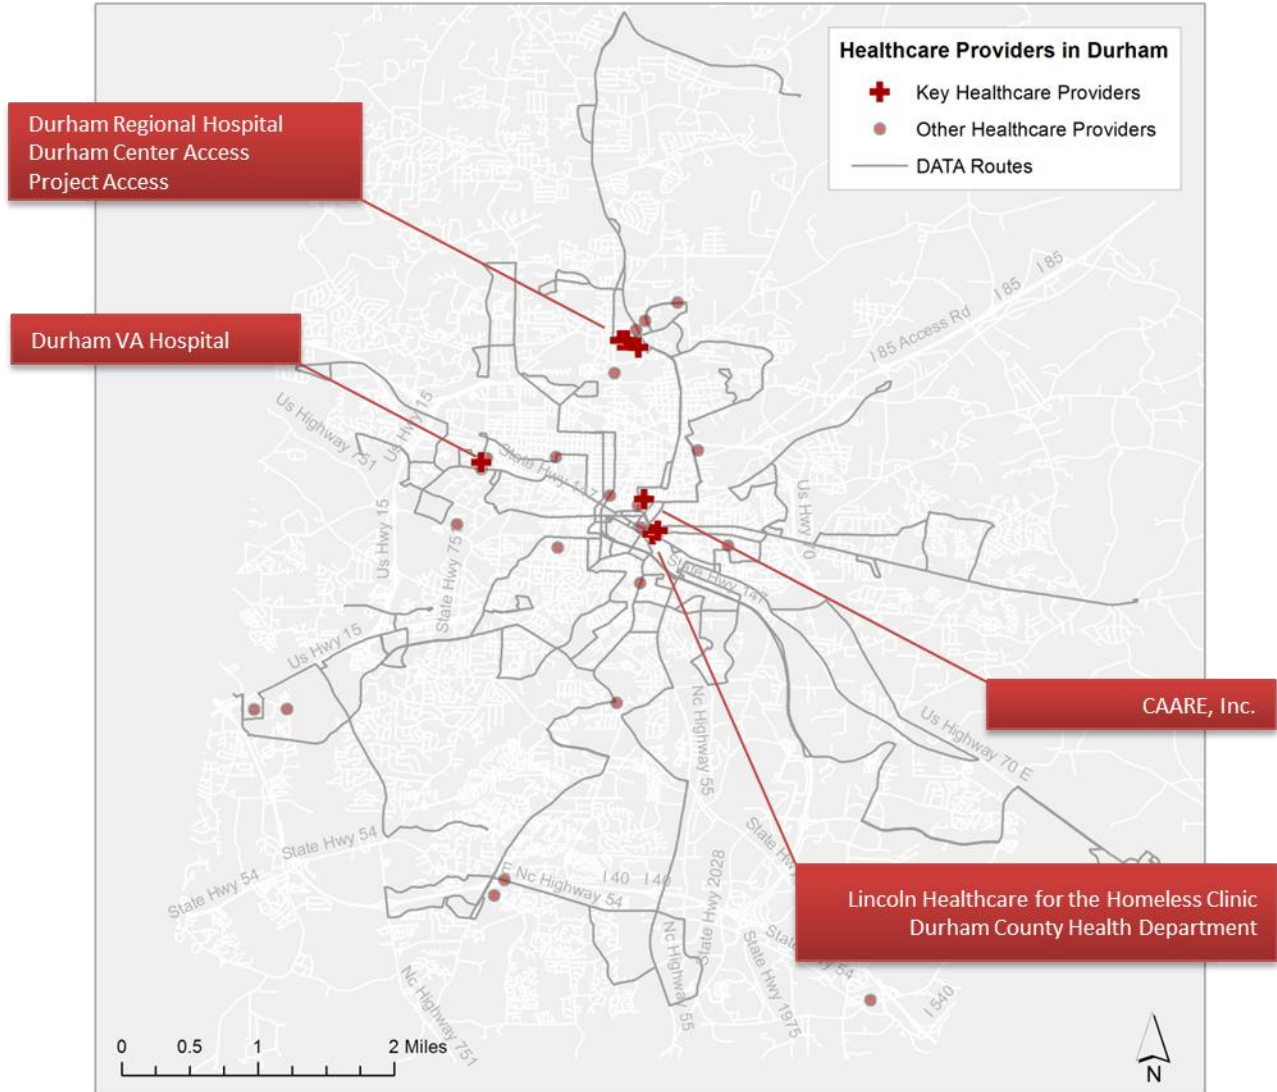 Healthcare Providers in Durham
Key Healthcare Providers
Other Healthcare Providers
DATA Routes
Durham Regional Hospital
Durham Center Access
Project Access
Durham VA Hospital
I 85
I 85
I 85 Access Rd
Us Hwy 15
Us Highway 751
State Hwy 147
Us Hwy 70
Us Hwy 15
State Hwy 751
State Hwy 147
Us Hwy 15
CAARE, Inc.
Nc Highway 55
Us Highway 70 E
State Hwy 54
State Hwy 54
E Nc Highway 54
I 40
I 40
State Hwy
State Hwy 2028
Lincoln Healthcare for the Homeless Clinic
Durham County Health Department
Nc Highway 55
State Hwy 1975
54
I 540
Nc Highway 751
0 0.5 1 2 Miles
N